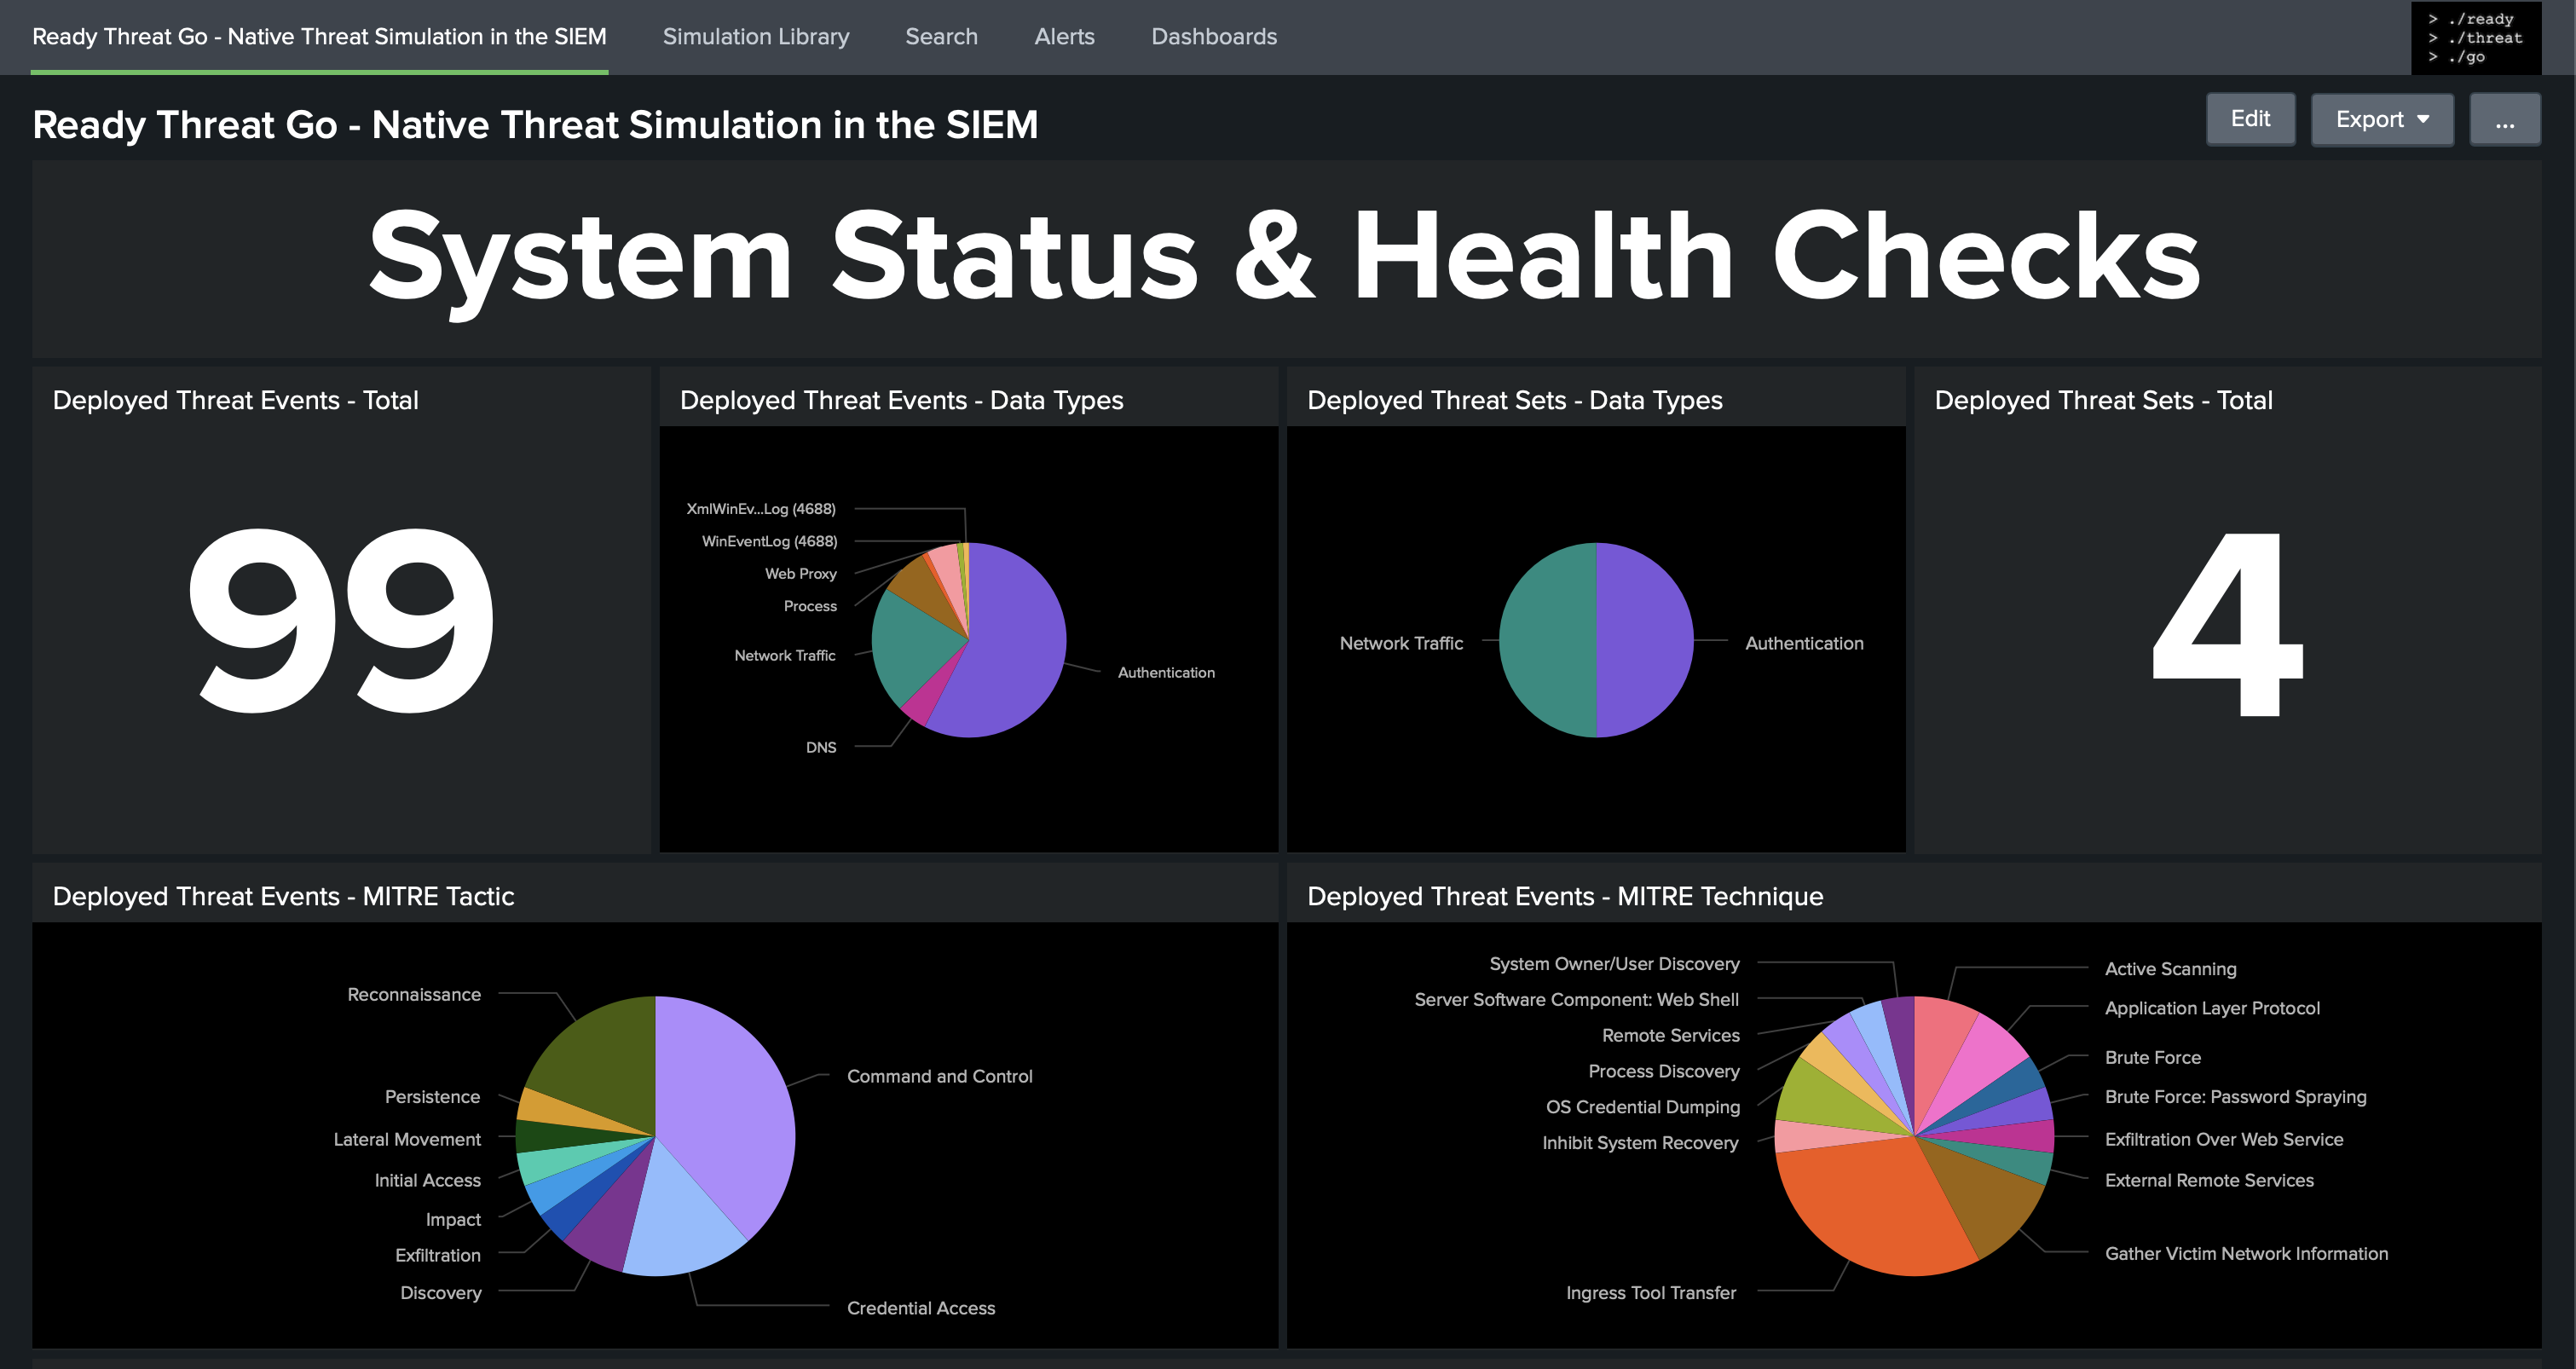 Ready Threat Go - Native Threat Simulation in the SIEM
Simulation Library
Search
Alerts
Dashboards
> ./ready
> ./threat
> ./go
Ready Threat Go - Native Threat Simulation in the SIEM
Edit
Export
...
System Status & Health Checks
Deployed Threat Events - Total
99
Deployed Threat Events - Data Types
XmlWinEv...Log (4688)
WinEventLog (4688)
Web Proxy
Process
Network Traffic
DNS
Authentication
Deployed Threat Sets - Data Types
Network Traffic
Authentication
Deployed Threat Sets - Total
4
Deployed Threat Events - MITRE Tactic
Reconnaissance
Persistence
Lateral Movement
Initial Access
Impact
Exfiltration
Discovery
Command and Control
Credential Access
Deployed Threat Events - MITRE Technique
System Owner/User Discovery
Server Software Component: Web Shell
Remote Services
Process Discovery
OS Credential Dumping
Inhibit System Recovery
Ingress Tool Transfer
Active Scanning
Application Layer Protocol
Brute Force
Brute Force: Password Spraying
Exfiltration Over Web Service
External Remote Services
Gather Victim Network Information